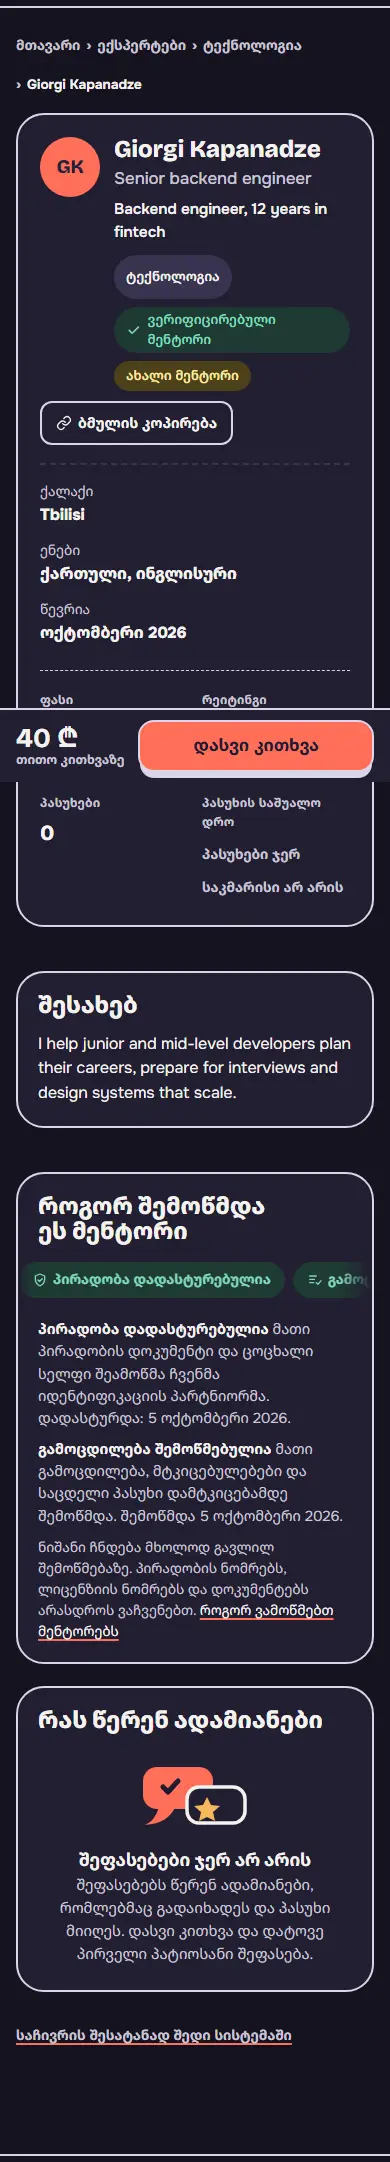 მთავარი › ექსპერტები › ტექნოლოგია
› Giorgi Kapanadze
GK
Giorgi Kapanadze
Senior backend engineer
Backend engineer, 12 years in
fintech
ტექნოლოგია
ვერიფიცირებული
მენტორი
ახალი მენტორი
ბმულის კოპირება
ქალაქი
Tbilisi
ენები
ქართული, ინგლისური
წევრია
ოქტომბერი 2026
ფასი
რეიტინგი
40 ₾
თითო კითხვაზე
დასვი კითხვა
პასუხები
0
პასუხის საშუალო
დრო
პასუხები ჯერ
საკმარისი არ არის
შესახებ
I help junior and mid-level developers plan
their careers, prepare for interviews and
design systems that scale.
როგორ შემოწმდა
ეს მენტორი
პირადობა დადასტურებულია
გამოც
პირადობა დადასტურებულია მათი
პირადობის დოკუმენტი და ცოცხალი
სელფი შეამოწმა ჩვენმა
იდენტიფიკაციის პარტნიორმა.
დადასტურდა: 5 ოქტომბერი 2026.
გამოცდილება შემოწმებულია მათი
გამოცდილება, მტკიცებულებები და
საცდელი პასუხი დამტკიცებამდე
შემოწმდა. შემოწმდა 5 ოქტომბერი 2026.
ნიშანი ჩნდება მხოლოდ გავლილ
შემოწმებაზე. პირადობის ნომრებს,
ლიცენზიის ნომრებს და დოკუმენტებს
არასდროს ვაჩვენებთ. როგორ ვამოწმებთ
მენტორებს
რას წერენ ადამიანები
შეფასებები ჯერ არ არის
შეფასებებს წერენ ადამიანები,
რომლებმაც გადაიხადეს და პასუხი
მიიღეს. დასვი კითხვა და დატოვე
პირველი პატიოსანი შეფასება.
საჩივრის შესატანად შედი სისტემაში